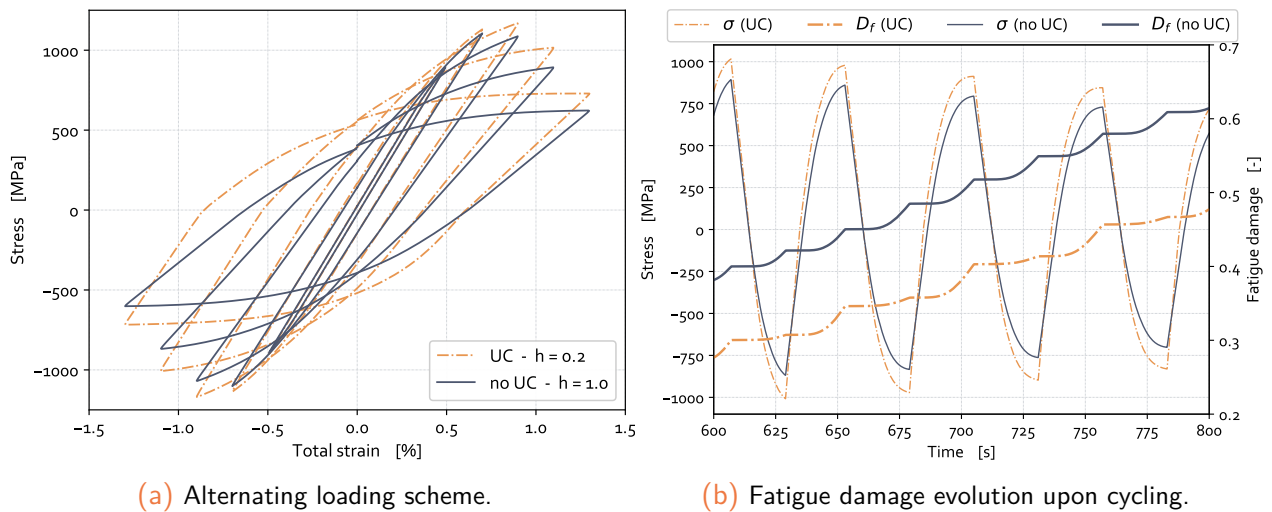 1000
500
0
−500
−1000
Stress [MPa]
−1.5
−1.0
−0.5
0.0
0.5
1.0
1.5
Total strain [%]
UC - h = 0.2
no UC - h = 1.0
(a) Alternating loading scheme.
σ (UC)
D_f (UC)
σ (no UC)
D_f (no UC)
1000
750
500
250
0
−250
−500
−750
−1000
Stress [MPa]
0.7
0.6
0.5
0.4
0.3
0.2
Fatigue damage [-]
600
625
650
675
700
725
750
775
800
Time [s]
(b) Fatigue damage evolution upon cycling.